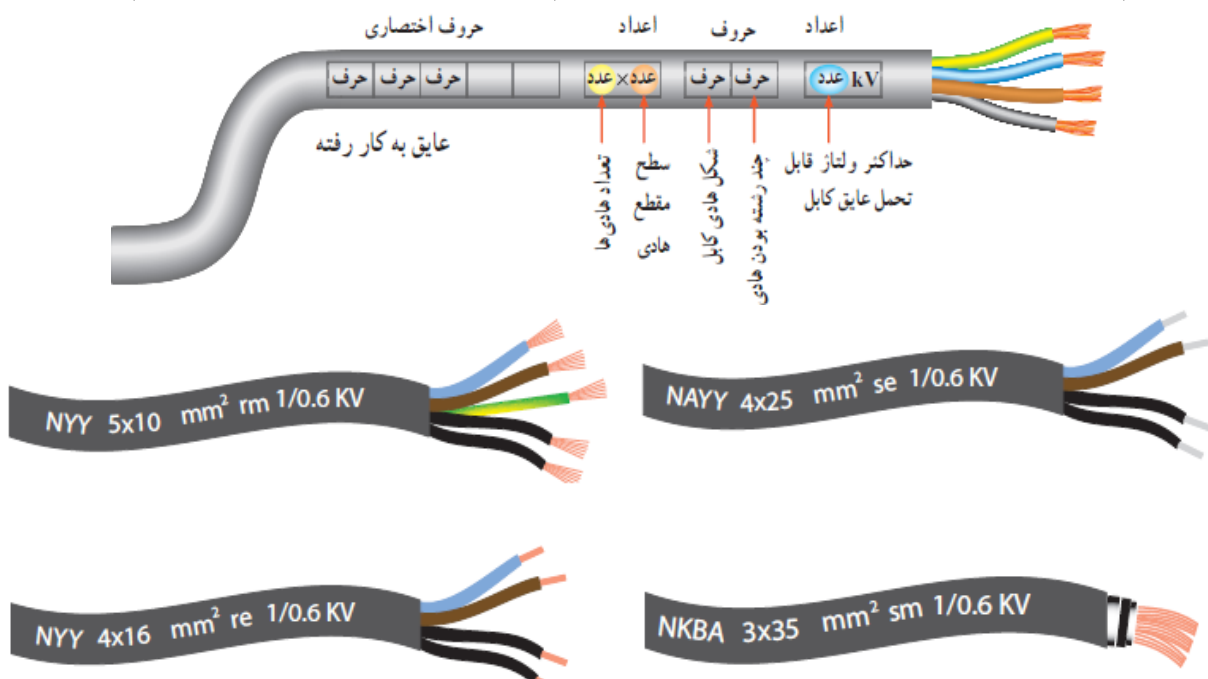 حروف اختصاری
اعداد
حروف
اعداد
حرف حرف حرف
عدد×عدد
حرف حرف
عدد kV
عایق به کار رفته
تعداد هادی‌ها
سطح مقطع هادی
شکل هادی کابل
چند رشته بودن هادی
حداکثر ولتاژ قابل
تحمل عایق کابل
NYY 5x10 mm² rm 1/0.6 KV
NAYY 4x25 mm² se 1/0.6 KV
NYY 4x16 mm² re 1/0.6 KV
NKBA 3x35 mm² sm 1/0.6 KV